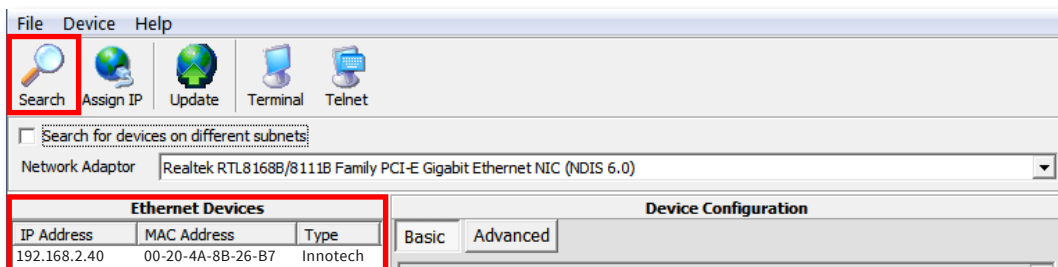 File Device Help
Search Assign IP Update Terminal Telnet
Search for devices on different subnets
Network Adaptor Realtek RTL8168B/8111B Family PCI-E Gigabit Ethernet NIC (NDIS 6.0)
Ethernet Devices Device Configuration
IP Address MAC Address Type Basic Advanced
192.168.2.40 00-20-4A-8B-26-B7 Innotech